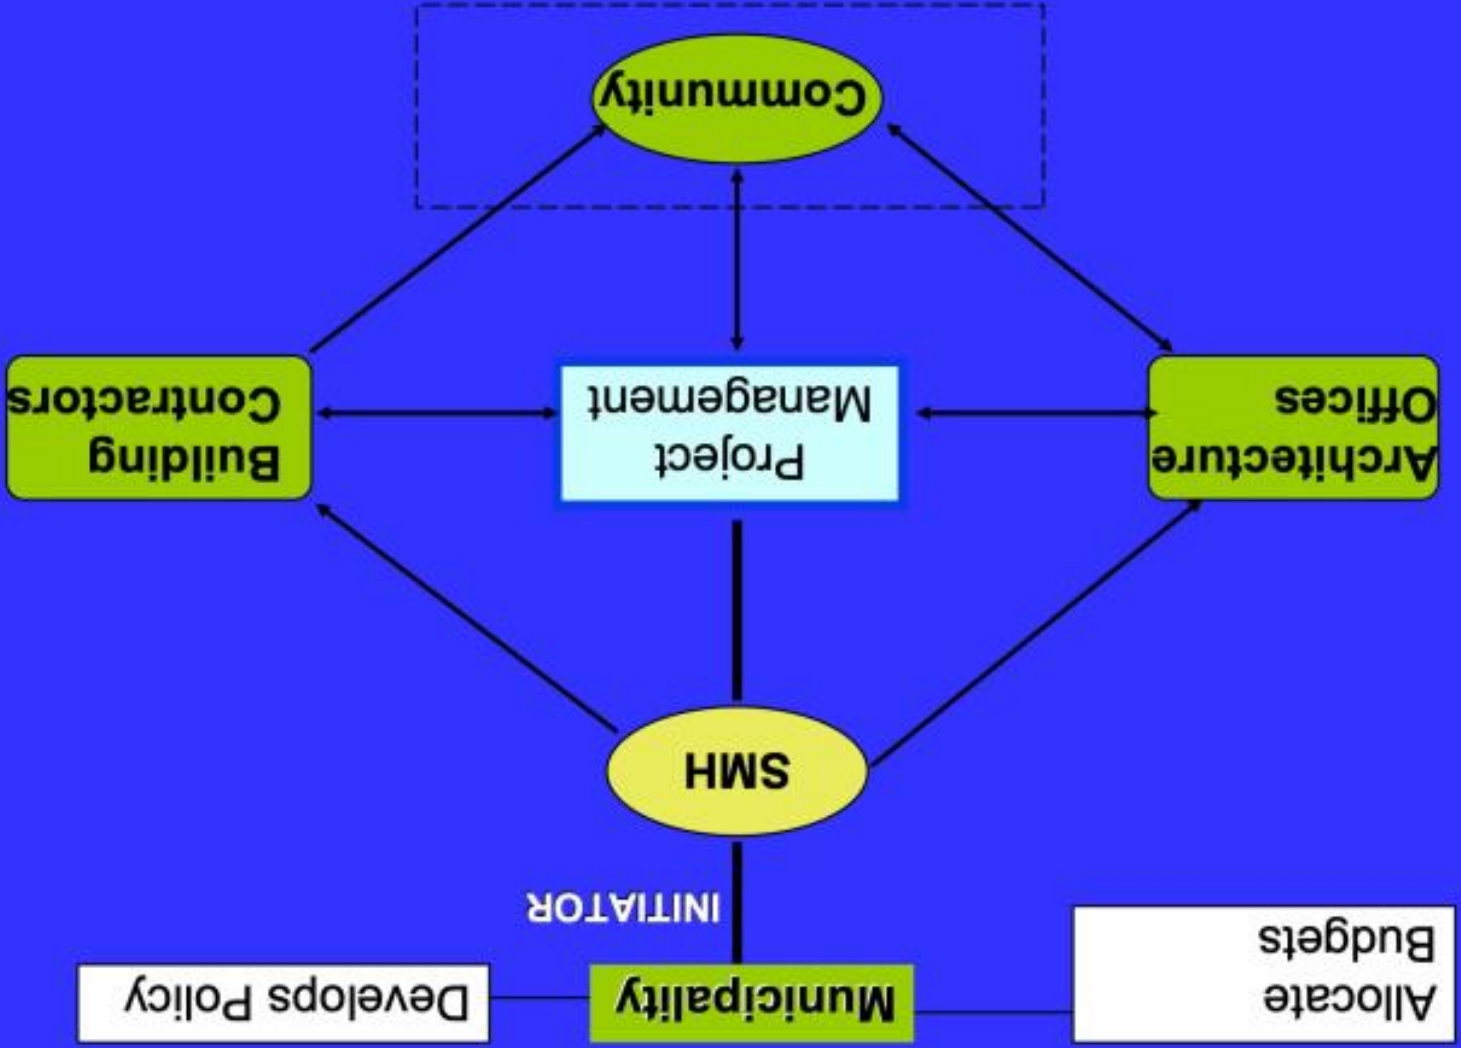 Allocate
Budgets
Municipality
Develops Policy
INITIATOR
SMH
Architecture
Offices
Project
Management
Building
Contractors
Community